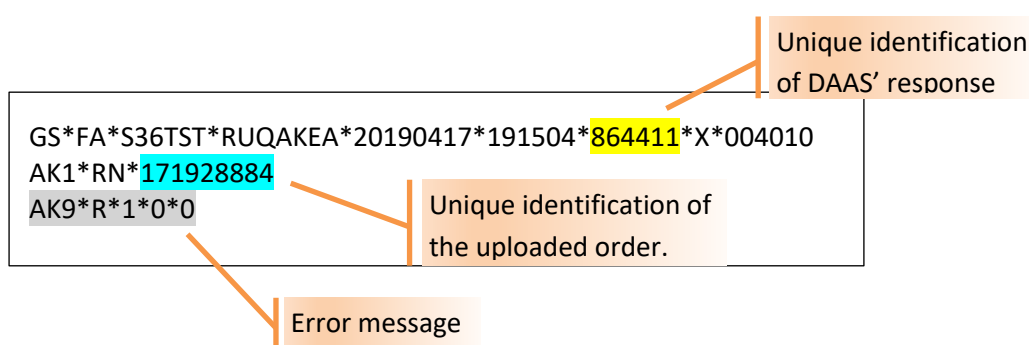 Unique identification
of DAAS’ response
GS*FA*S36TST*RUQAKEA*20190417*191504*864411*X*004010
AK1*RN*171928884
AK9*R*1*0*0
Unique identification of
the uploaded order.
Error message